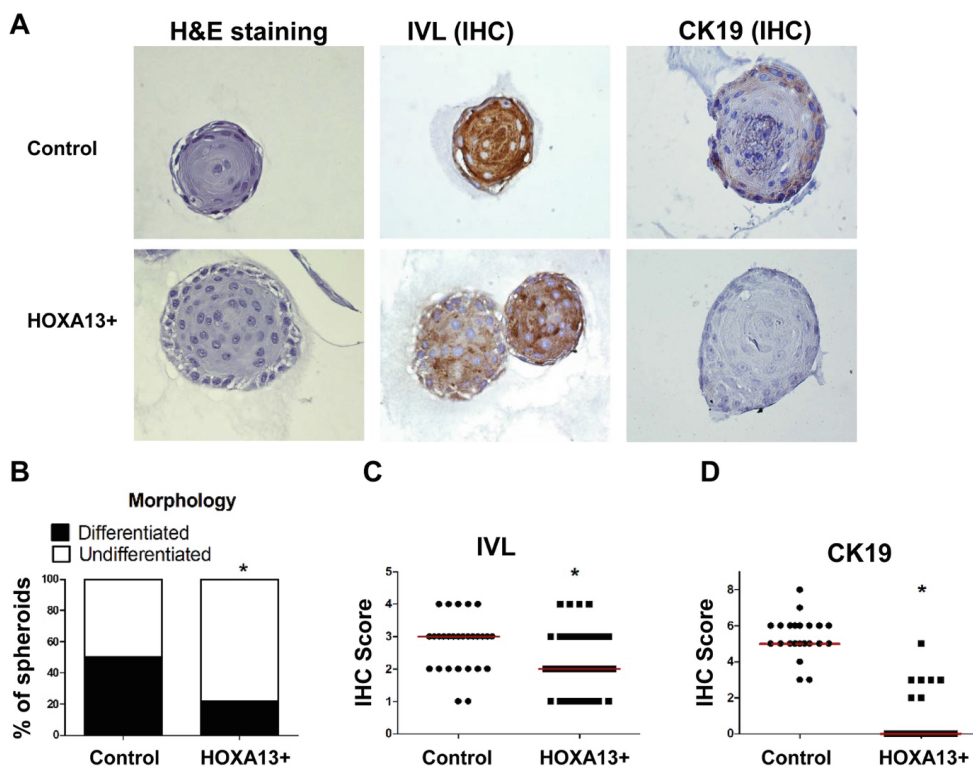 A
H&E staining
IVL (IHC)
CK19 (IHC)
Control
HOXA13+
B
Morphology
Differentiated
Undifferentiated
*
100
80
60
40
20
0
% of spheroids
Control
HOXA13+
C
IVL
*
5
4
3
2
1
0
IHC Score
Control
HOXA13+
D
CK19
*
8
6
4
2
0
IHC Score
Control
HOXA13+